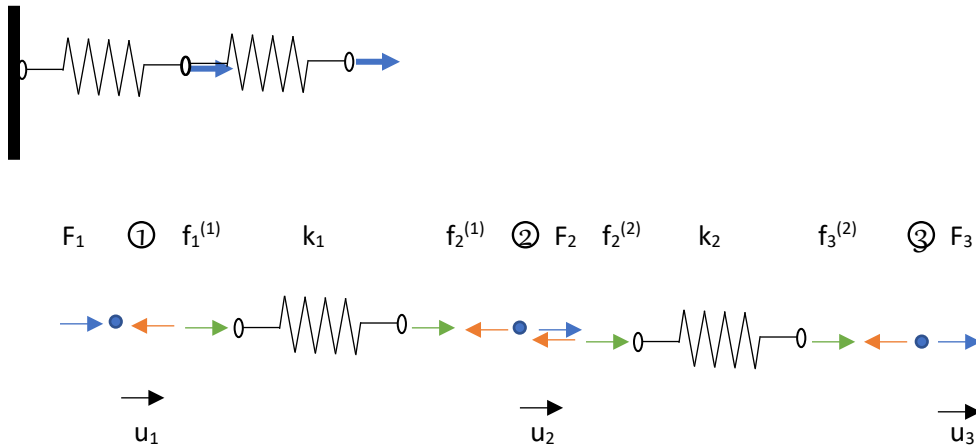 F₁ ① f₁⁽¹⁾ k₁ f₂⁽¹⁾ ② F₂ f₂⁽²⁾ k₂ f₃⁽²⁾ ③ F₃
u₁ u₂ u₃